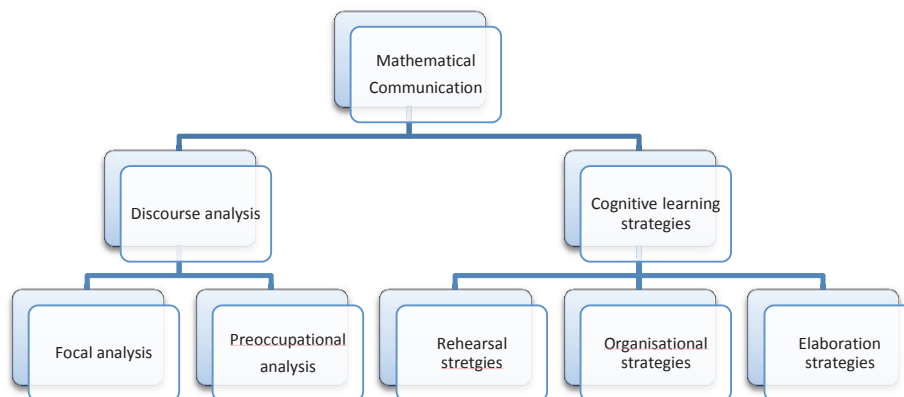 Mathematical
Communication
Discourse analysis
Cognitive learning
strategies
Focal analysis
Preoccupational
analysis
Rehearsal
stretgies
Organisational
strategies
Elaboration
strategies